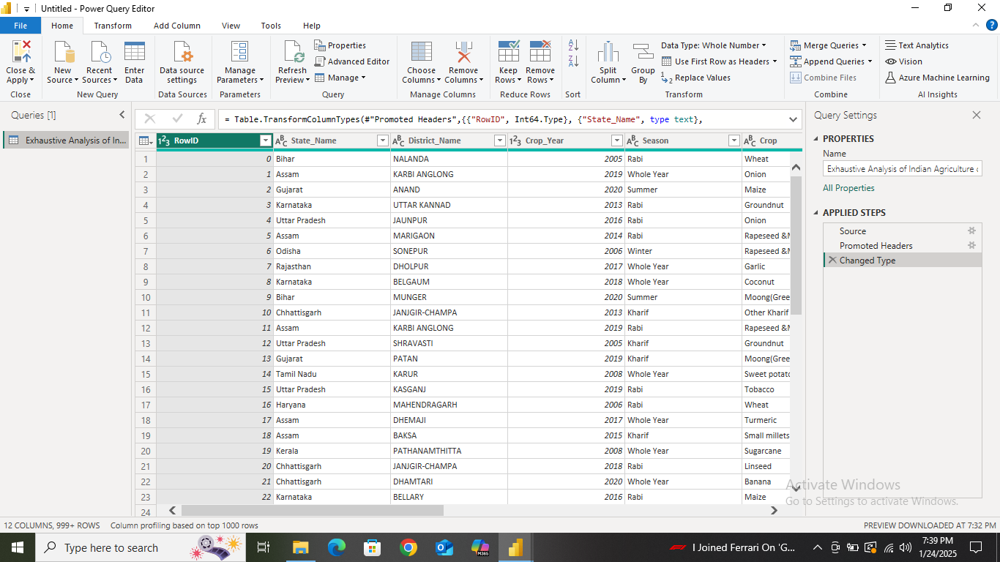 Untitled - Power Query Editor
File Home Transform Add Column View Tools Help
Close & Apply
New Source
Recent Sources
Enter Data
Data source settings
Manage Parameters
Refresh Preview
Properties
Advanced Editor
Manage
Choose Columns
Remove Columns
Keep Rows
Remove Rows
Split Column
Group By
Data Type: Whole Number
Use First Row as Headers
Replace Values
Merge Queries
Append Queries
Combine Files
Text Analytics
Vision
Azure Machine Learning
Close New Query Data Sources Parameters Query Manage Columns Reduce Rows Sort Transform Combine AI Insights
Queries [1]
Exhaustive Analysis of In...
fx = Table.TransformColumnTypes(#"Promoted Headers",{{"RowID", Int64.Type}, {"State_Name", type text},
RowID State_Name District_Name Crop_Year Season Crop
1 0 Bihar NALANDA 2005 Rabi Wheat
2 1 Assam KARBI ANGLONG 2019 Whole Year Onion
3 2 Gujarat ANAND 2020 Summer Maize
4 3 Karnataka UTTAR KANNAD 2013 Rabi Groundnut
5 4 Uttar Pradesh JAUNPUR 2016 Rabi Onion
6 5 Assam MARIGAON 2014 Rabi Rapeseed &M
7 6 Odisha SONEPUR 2006 Winter Rapeseed &M
8 7 Rajasthan DHOLPUR 2017 Whole Year Garlic
9 8 Karnataka BELGAUM 2018 Whole Year Coconut
10 9 Bihar MUNGER 2020 Summer Moong(Gree
11 10 Chhattisgarh JANJGIR-CHAMPA 2013 Kharif Other Kharif
12 11 Assam KARBI ANGLONG 2019 Rabi Rapeseed &M
13 12 Uttar Pradesh SHRAVASTI 2005 Kharif Groundnut
14 13 Gujarat PATAN 2019 Kharif Moong(Gree
15 14 Tamil Nadu KARUR 2008 Whole Year Sweet potato
16 15 Uttar Pradesh KASGANJ 2019 Rabi Tobacco
17 16 Haryana MAHENDRAGARH 2006 Rabi Wheat
18 17 Assam DHEMAJI 2017 Whole Year Turmeric
19 18 Assam BAKSA 2015 Kharif Small millets
20 19 Kerala PATHANAMTHITTA 2008 Whole Year Sugarcane
21 20 Chhattisgarh JANJGIR-CHAMPA 2018 Rabi Linseed
22 21 Chhattisgarh DHAMTARI 2020 Whole Year Banana
23 22 Karnataka BELLARY 2016 Rabi Maize
24
Query Settings
PROPERTIES
Name
Exhaustive Analysis of Indian Agriculture
All Properties
APPLIED STEPS
Source
Promoted Headers
Changed Type
Activate Windows
Go to Settings to activate Windows.
12 COLUMNS, 999+ ROWS Column profiling based on top 1000 rows
PREVIEW DOWNLOADED AT 7:32 PM
Type here to search
I Joined Ferrari On 'G...
7:39 PM
1/24/2025